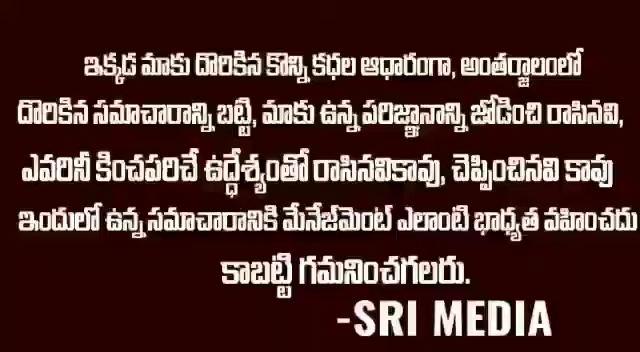 ఇక్కడ మాకు దొరికిన కొన్ని కధల ఆధారంగా, అంతర్జాలంలో
దొరికిన సమాచారాన్ని బట్టి, మాకు ఉన్న పరిజ్ఞానాన్ని జోడించి రాసినవి,
ఎవరినీ కించపరిచే ఉద్ధేశ్యంతో రాసినవికావు, చెప్పించినవి కావు
ఇందులో ఉన్న సమాచారానికి మేనేజ్‌మెంట్ ఎలాంటి భాధ్యత వహించదు
కాబట్టి గమనించగలరు.
-SRI MEDIA